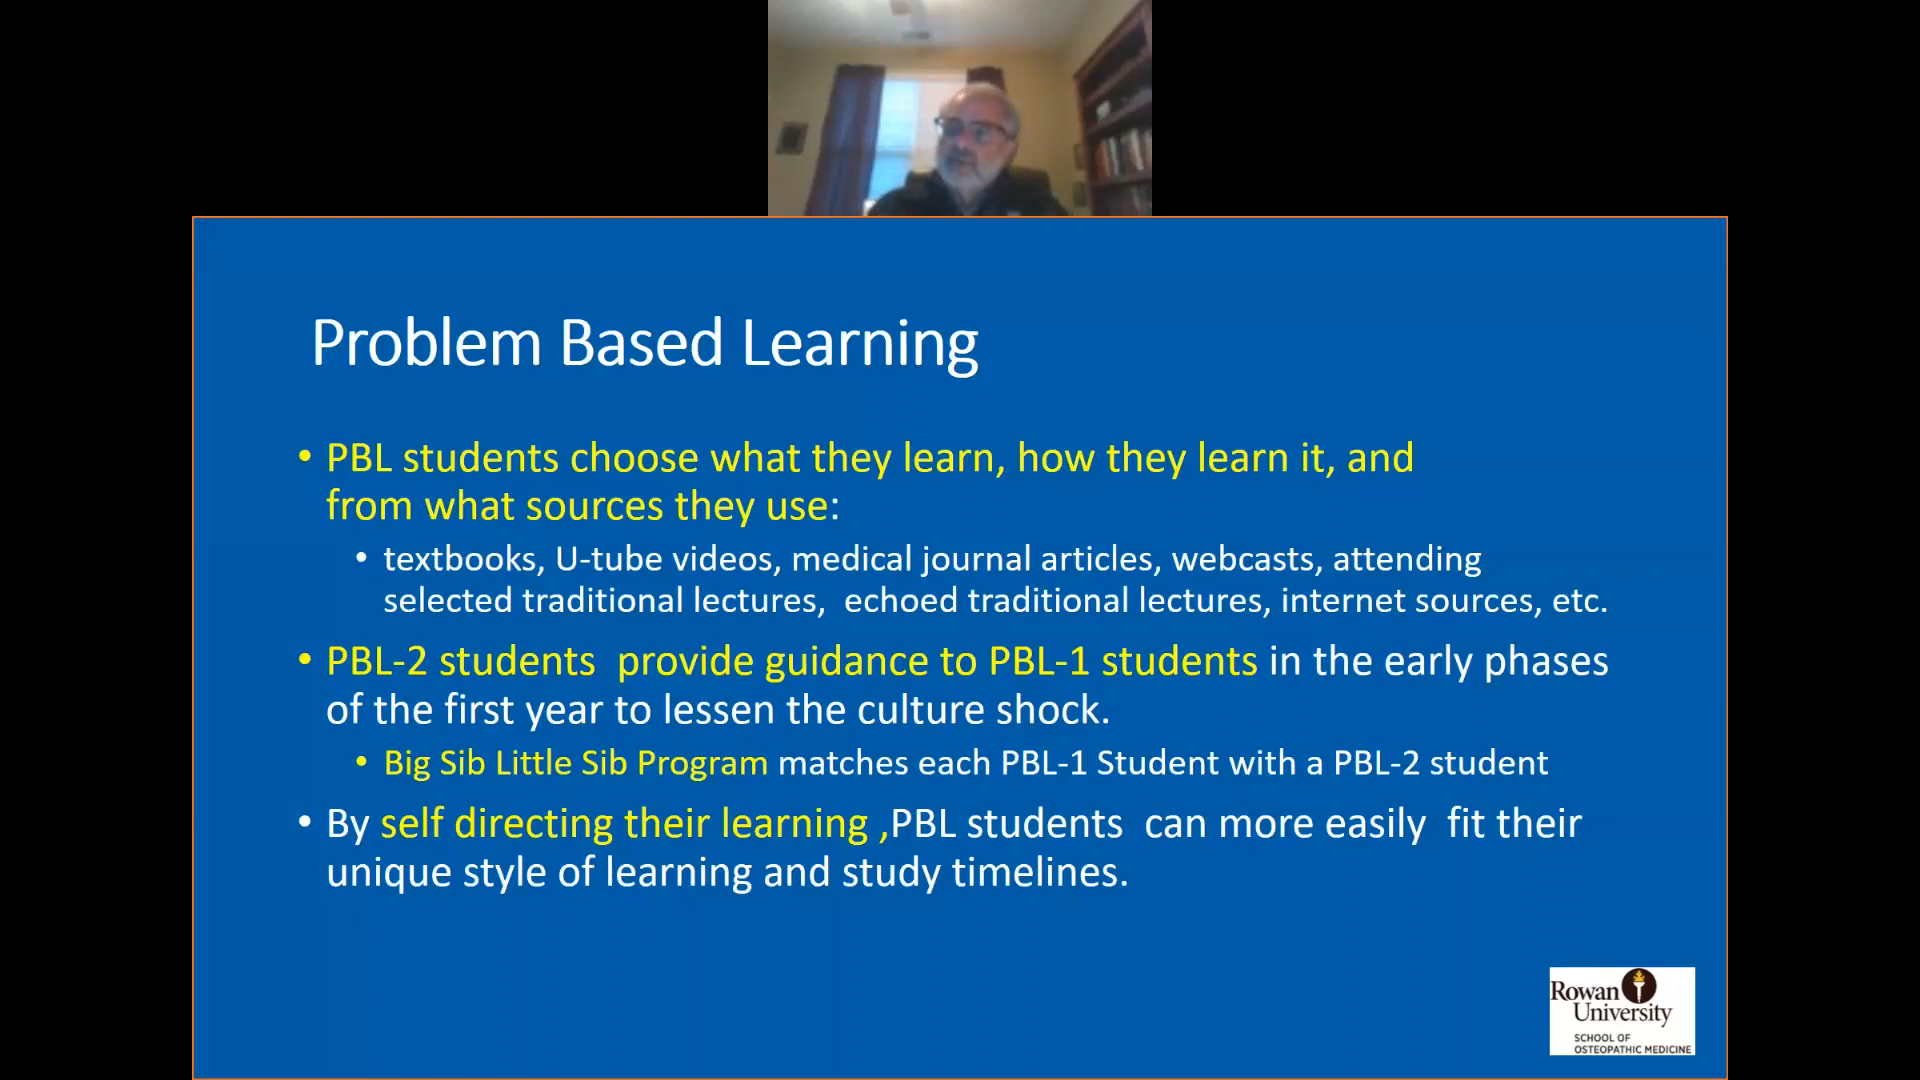 Problem Based Learning
• PBL students choose what they learn, how they learn it, and
from what sources they use:
• textbooks, U-tube videos, medical journal articles, webcasts, attending
selected traditional lectures,  echoed traditional lectures, internet sources, etc.
• PBL-2 students  provide guidance to PBL-1 students in the early phases
of the first year to lessen the culture shock.
• Big Sib Little Sib Program matches each PBL-1 Student with a PBL-2 student
• By self directing their learning ,PBL students  can more easily  fit their
unique style of learning and study timelines.
Rowan
University
SCHOOL OF
OSTEOPATHIC MEDICINE